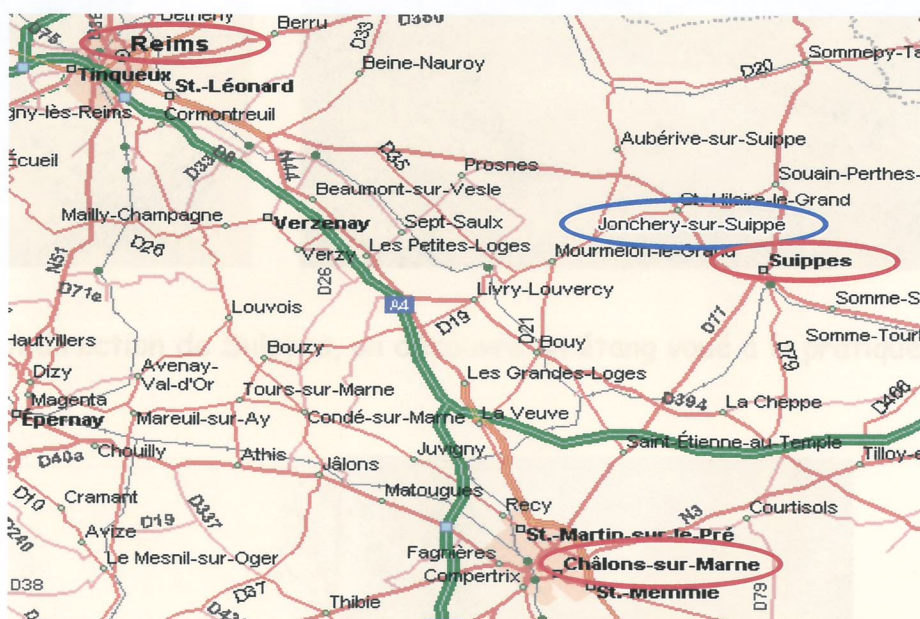 D380
Détheny
D75
Reims
Berru
D33
Sommepy-Ta
Beine-Nauroy
D20
Tinqueux
St.-Léonard
gny-lès-Reims
Cormontreuil
Aubérive-sur-Suippe
Écueil
N44
D35
Prosnes
Souain-Perthes-
Beaumont-sur-Vesle
St.-Hilaire-le-Grand
Mailly-Champagne
Verzenay
Sept-Saulx
Jonchery-sur-Suippe
D26
Verzy
Les Petites-Loges
Mourmelon-le-Grand
Suippes
N51
D71e
D26
Livry-Louvercy
Louvois
A4
D19
D21
D71
Somme-S
Somme-Tou
Hautvillers
Bouzy
Bouy
D79
Dizy
Avenay-
Val-d'Or
Les Grandes-Loges
Magenta
Tours-sur-Marne
D394
La Cheppe
D466
Epernay
Mareuil-sur-Ay
Condé-sur-Marne
La Veuve
D40a
Chouilly
Athis
Juvigny
Saint-Étienne-au-Temple
Jâlons
Tilloy-e
D10
Cramant
Matougues
Recy
N3
Courtisols
D240
Avize
D19
D337
St.-Martin-sur-le-Pré
Le Mesnil-sur-Oger
Fagnières
Châlons-sur-Marne
D38
D37
Compertrix
St.-Memmie
D79
Thibie